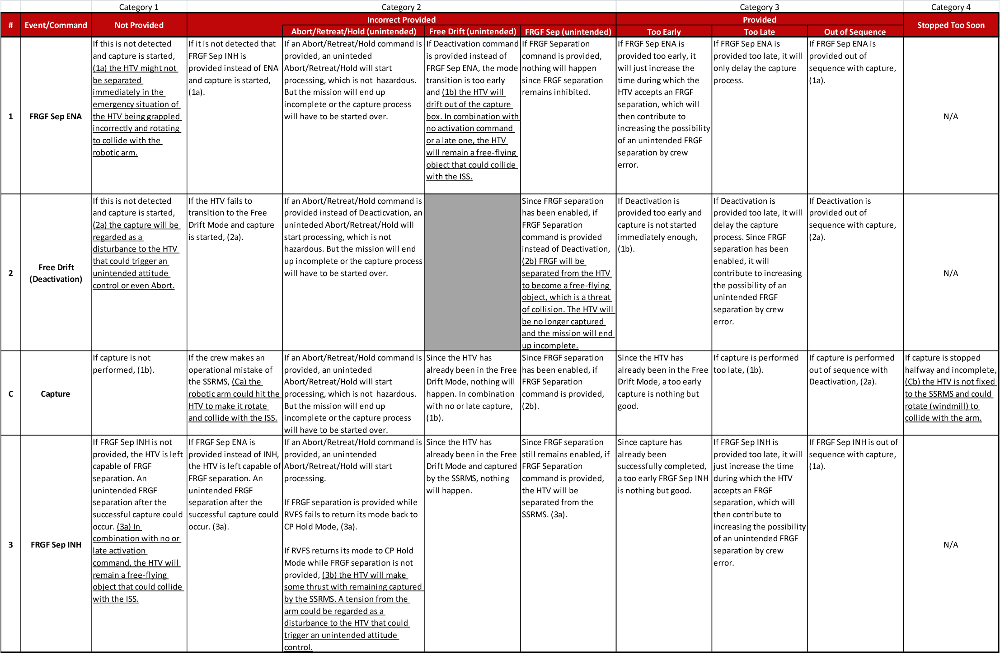 Category 1
Category 2
Category 3
Category 4
#
Event/Command
Not Provided
Incorrect Provided
Provided
Stopped Too Soon
Abort/Retreat/Hold (unintended)
Free Drift (unintended)
FRGF Sep (unintended)
Too Early
Too Late
Out of Sequence
1
FRGF Sep ENA
If this is not detected
and capture is started,
(1a) the HTV might not
be separated
immediately in the
emergency situation of
the HTV being grappled
incorrectly and rotating
to collide with the
robotic arm.
If it is not detected that
FRGF Sep INH is
provided instead of ENA
and capture is started,
(1a).
If an Abort/Retreat/Hold command is
provided, an uninteded
Abort/Retreat/Hold will start
processing, which is not hazardous.
But the mission will end up
incomplete or the capture process
will have to be started over.
If Deactivation command
is provided instead of
FRGF Sep ENA, the mode
transition is too early
and (1b) the HTV will
drift out of the capture
box. In combination with
no activation command
or a late one, the HTV
will remain a free-flying
object that could collide
with the ISS.
If FRGF Separation
comnand is provided,
nothing will happen
since FRGF separation
remains inhibited.
If FRGF Sep ENA is
provided too early, it
will just increase the
time during which the
HTV accepts an FRGF
separation, which will
then contribute to
increasing the possibility
of an unintended FRGF
separation by crew
error.
If FRGF Sep ENA is
provided too late, it will
only delay the capture
process.
If FRGF Sep ENA is
provided out of
sequence with capture,
(1a).
N/A
2
Free Drift
(Deactivation)
If this is not detected
and capture is started,
(2a) the capture will be
regarded as a
disturbance to the HTV
that could trigger an
unintended attitude
control or even Abort.
If the HTV fails to
transition to the Free
Drift Mode and capture
is started, (2a).
If an Abort/Retreat/Hold command is
provided instead of Deacticvation, an
uninteded Abort/Retreat/Hold will
start processing, which is not
hazardous. But the mission will end
up incomplete or the capture process
will have to be started over.
Since FRGF separation
has been enabled, if
FRGF Separation
command is provided
instead of Deactivation,
(2b) FRGF will be
separated from the HTV
to become a free-flying
object, which is a threat
of collision. The HTV will
be no longer captured
and the mission will end
up incomplete.
If Deactivation is
provided too early and
capture is not started
immediately enough,
(1b).
If Deactivation is
provided too late, it will
delay the capture
process. Since FRGF
separation has been
enabled, it will
contribute to increasing
the possibility of an
unintended FRGF
separation by crew
error.
If Deactivation is
provided out of
sequence with capture,
(2a).
N/A
C
Capture
If capture is not
performed, (1b).
If the crew makes an
operational mistake of
the SSRMS, (Ca) the
robotic arm could hit the
HTV to make it rotate
and collide with the ISS.
If an Abort/Retreat/Hold command is
provided, an uninteded
Abort/Retreat/Hold will start
processing, which is not hazardous.
But the mission will end up
incomplete or the capture process
will have to be started over.
Since the HTV has
already been in the Free
Drift Mode, nothing will
happen. In combination
with no or late capture,
(1b).
Since FRGF separation
has been enabled, if
FRGF Separation
command is provided,
(2b).
Since the HTV has
already been in the Free
Drift Mode, a too early
capture is nothing but
good.
If capture is performed
too late, (1b).
If capture is performed
out of sequence with
Deactivation, (2a).
If capture is stopped
halfway and incomplete,
(Cb) the HTV is not fixed
to the SSRMS and could
rotate (windmill) to
collide with the arm.
3
FRGF Sep INH
If FRGF Sep INH is not
provided, the HTV is left
capable of FRGF
separation. An
unintended FRGF
separation after the
successful capture could
occur. (3a) In
combination with no or
late activation
command, the HTV will
remain a free-flying
object that could collide
with the ISS.
If FRGF Sep ENA is
provided instead of INH,
the HTV is left capable of
FRGF separation. An
unintended FRGF
separation after the
successful capture could
occur. (3a).
If an Abort/Retreat/Hold command is
provided, an unintended
Abort/Retreat/Hold will start
processing.
If FRGF separation is provided while
RVFS fails to return its mode back to
CP Hold Mode, (3a).
If RVFS returns its mode to CP Hold
Mode while FRGF separation is not
provided, (3b) the HTV will make
some thrust with remaining captured
by the SSRMS. A tension from the
arm could be regarded as a
disturbance to the HTV that could
trigger an unintended attitude
control.
Since the HTV has
already been in the Free
Drift Mode and captured
by the SSRMS, nothing
will happen.
Since FRGF separation
still remains enabled, if
FRGF Separation
command is provided,
the HTV will be
separated from the
SSRMS. (3a).
Since capture has
already been
successfully completed,
a too early FRGF Sep INH
is nothing but good.
If FRGF Sep INH is
provided too late, it will
just increase the time
during which the HTV
accepts an FRGF
separation, which will
then contribute to
increasing the possibility
of an unintended FRGF
separation by crew
error.
If FRGF Sep INH is out of
sequence with capture,
(1a).
N/A